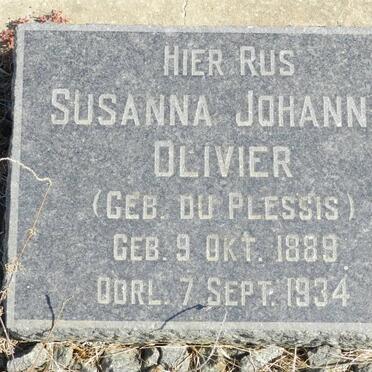 HIER RUS
SUSANNA JOHANN
OLIVIER
(GEB. DU PLESSIS)
GEB. 9 OKT. 1889
OORL. 7 SEPT. 1934